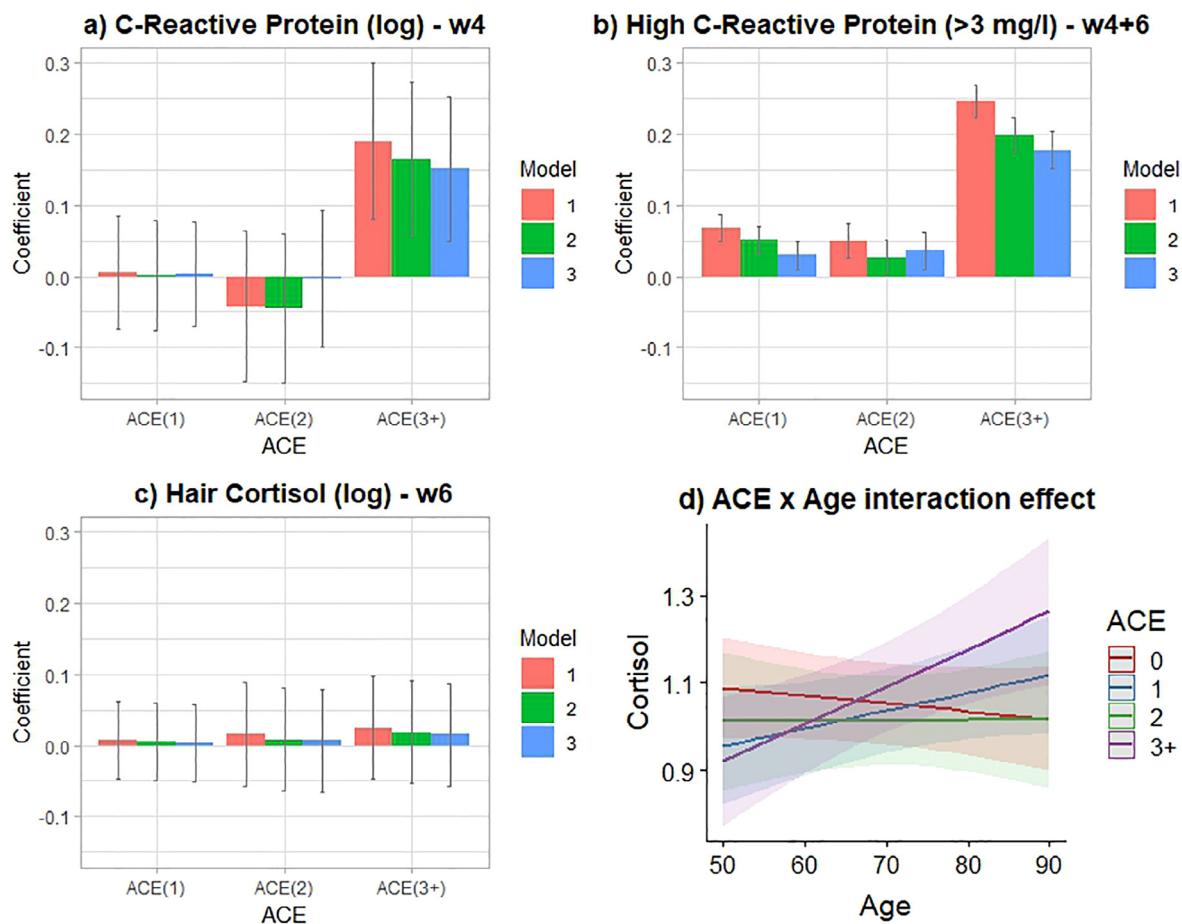 a) C-Reactive Protein (log) - w4
0.3
0.2
0.1
0.0
-0.1
Coefficient
ACE(1) ACE(2) ACE(3+)
ACE
Model
1
2
3
b) High C-Reactive Protein (>3 mg/l) - w4+6
0.3
0.2
0.1
0.0
-0.1
Coefficient
ACE(1) ACE(2) ACE(3+)
ACE
Model
1
2
3
c) Hair Cortisol (log) - w6
0.3
0.2
0.1
0.0
-0.1
Coefficient
ACE(1) ACE(2) ACE(3+)
ACE
Model
1
2
3
d) ACE x Age interaction effect
1.3
1.1
0.9
Cortisol
50 60 70 80 90
Age
ACE
0
1
2
3+